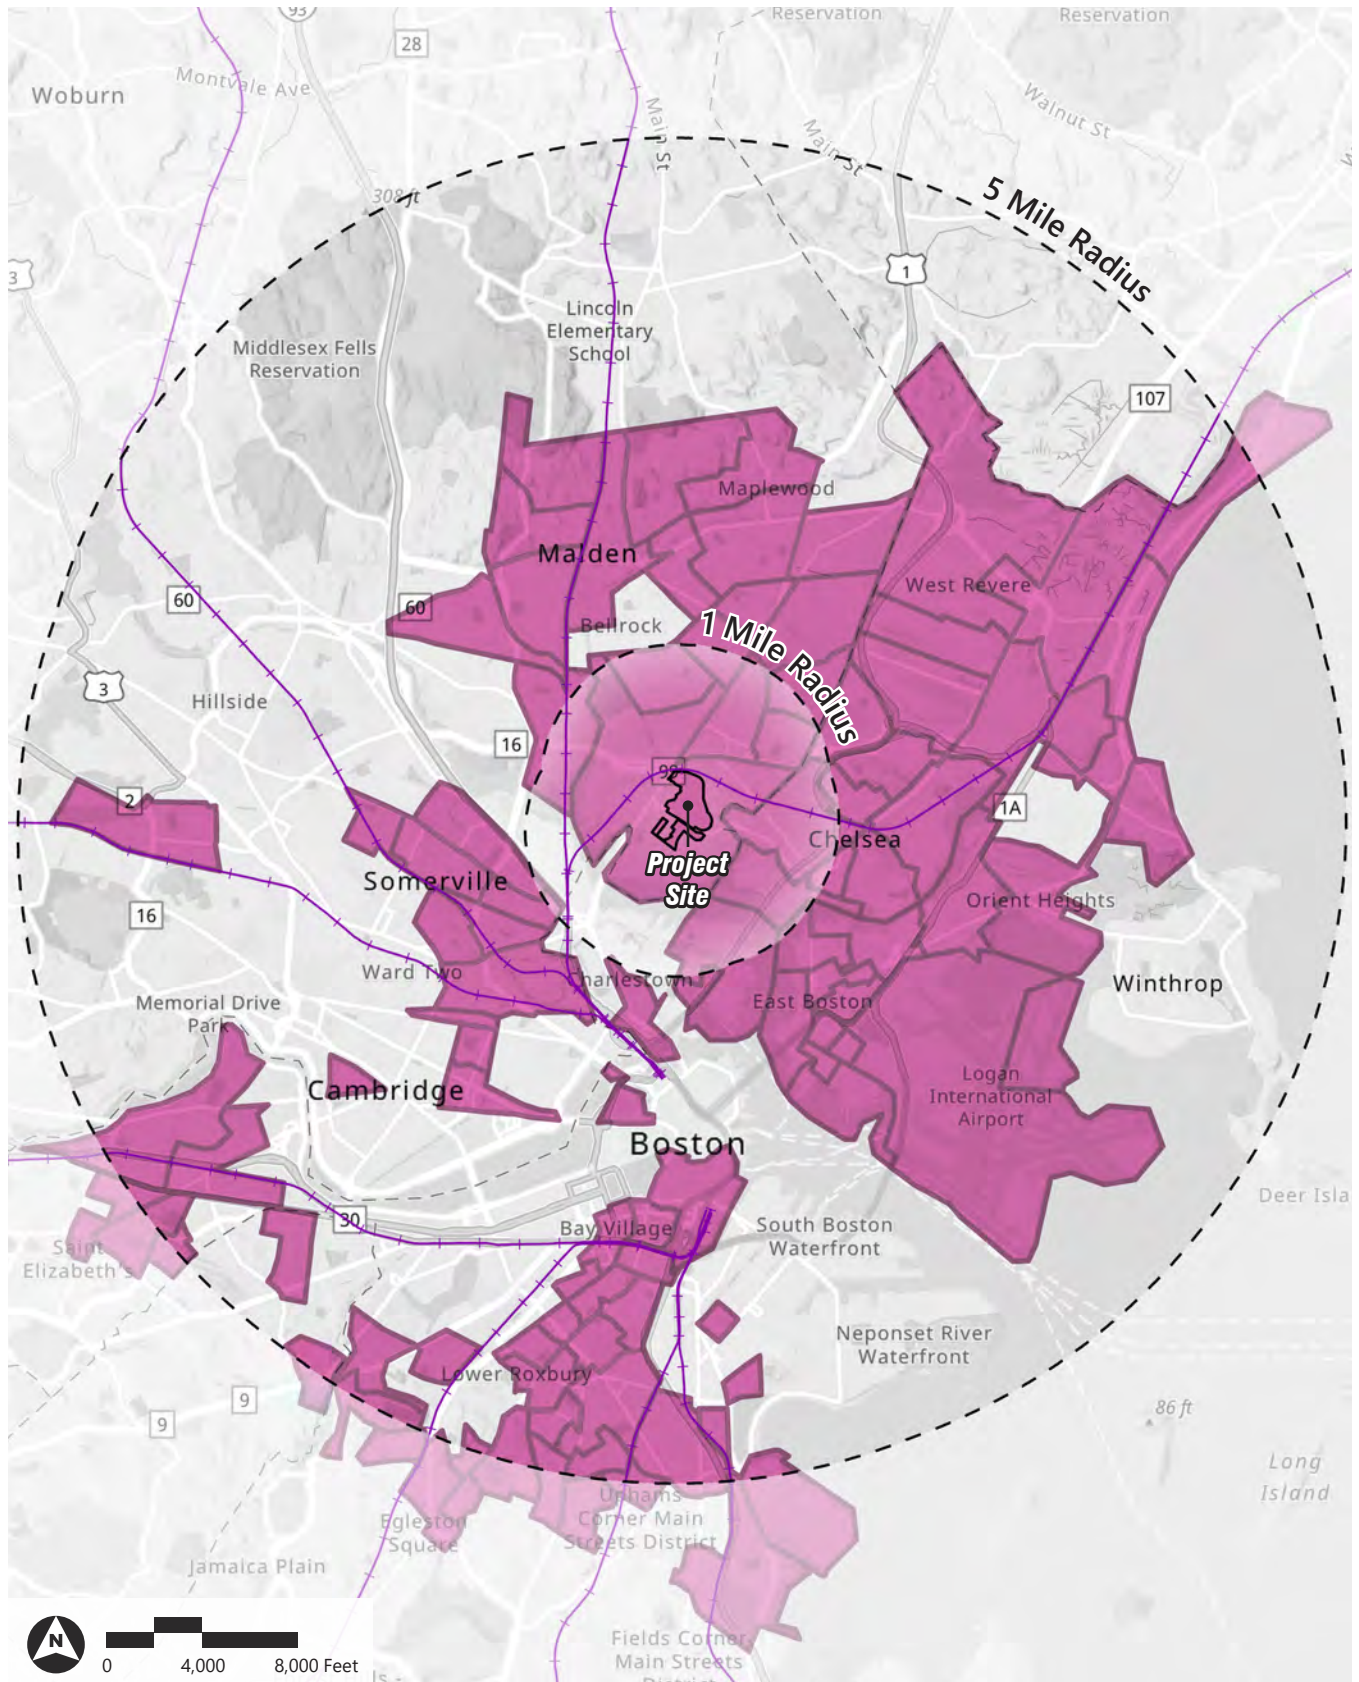 93
Reservation
Reservation
28
Montvale Ave
Woburn
Main St
Walnut St
Main St
308 ft
5 Mile Radius
3
1
Lincoln
Elementary
School
Middlesex Fells
Reservation
107
Maplewood
Malden
West Revere
60
60
Bellrock
1 Mile Radius
3
Hillside
16
99
2
1A
Chelsea
Project
Site
Somerville
Orient Heights
16
Ward Two
Charlestown
Winthrop
Memorial Drive
Park
East Boston
Cambridge
Logan
International
Airport
Boston
Deer Isla
30
Bay Village
South Boston
Waterfront
Saint
Elizabeth's
Neponset River
Waterfront
Lower Roxbury
9
9
86 ft
Long
Island
Uphams
Corner Main
Streets District
Egleston
Square
Jamaica Plain
N
0 4,000 8,000 Feet
Fields Corner
Main Streets
District